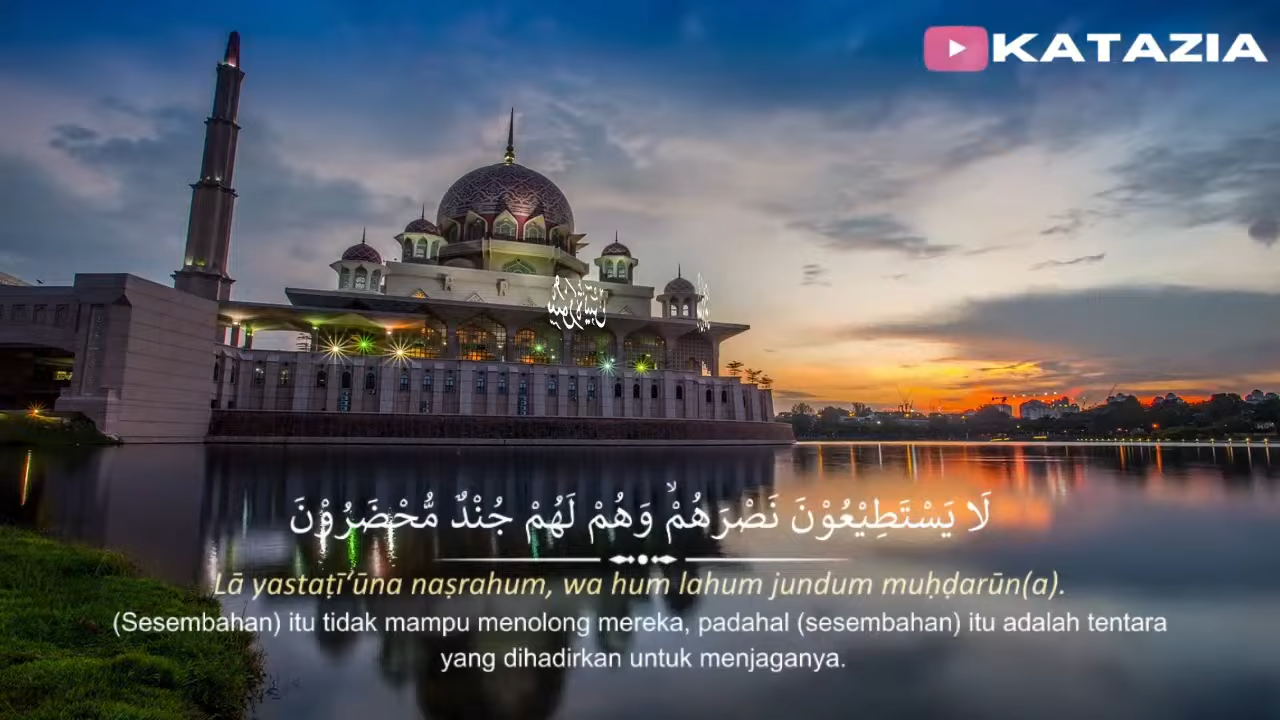 KATAZIA
لَا يَسْتَطِيْعُوْنَ نَصْرَهُمْۙ وَهُمْ لَهُمْ جُنْدٌ مُّحْضَرُوْنَ
Lā yastaṭī‘ūna naṣrahum, wa hum lahum jundum muḥḍarūn(a).
(Sesembahan) itu tidak mampu menolong mereka, padahal (sesembahan) itu adalah tentara
yang dihadirkan untuk menjaganya.